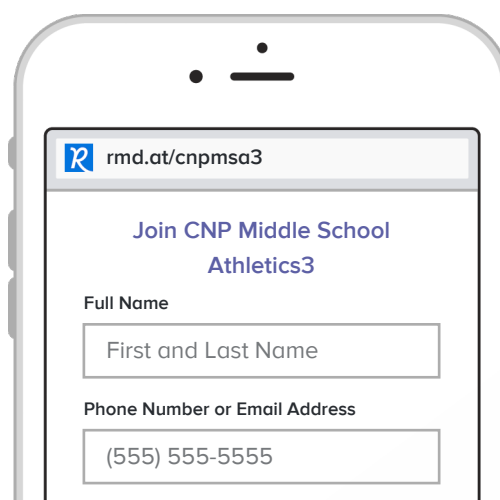 rmd.at/cnpmsa3
Join CNP Middle School
Athletics3
Full Name
First and Last Name
Phone Number or Email Address
(555) 555-5555